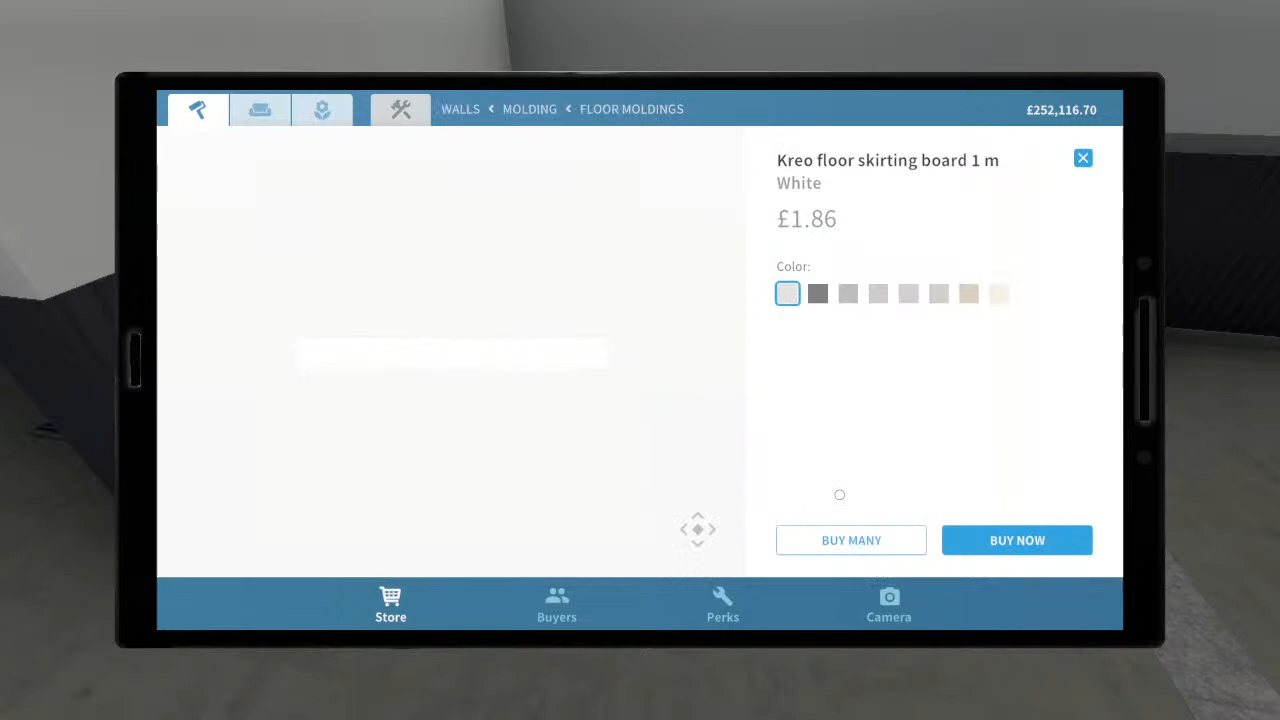 WALLS < MOLDING < FLOOR MOLDINGS
£252,116.70
Kreo floor skirting board 1 m
White
£1.86
Color:
BUY MANY
BUY NOW
Store
Buyers
Perks
Camera